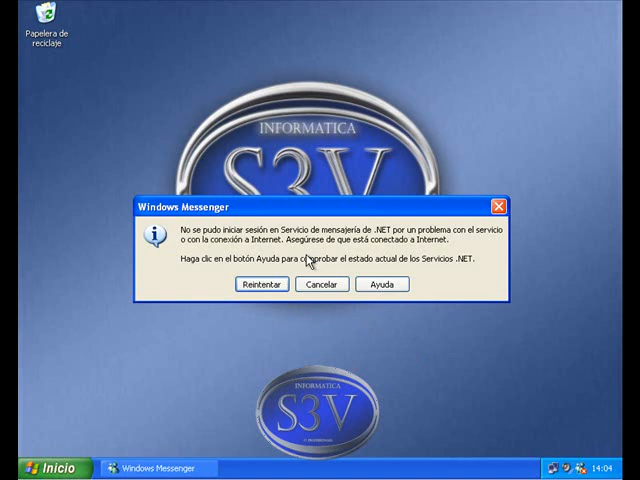 Papelera de
reciclaje
INFORMATICA
S3V
Windows Messenger
No se pudo iniciar sesión en Servicio de mensajería de .NET por un problema con el servicio
o con la conexión a Internet. Asegúrese de que está conectado a Internet.
Haga clic en el botón Ayuda para comprobar el estado actual de los Servicios .NET.
Reintentar
Cancelar
Ayuda
INFORMATICA
S3V
Inicio
Windows Messenger
14:04